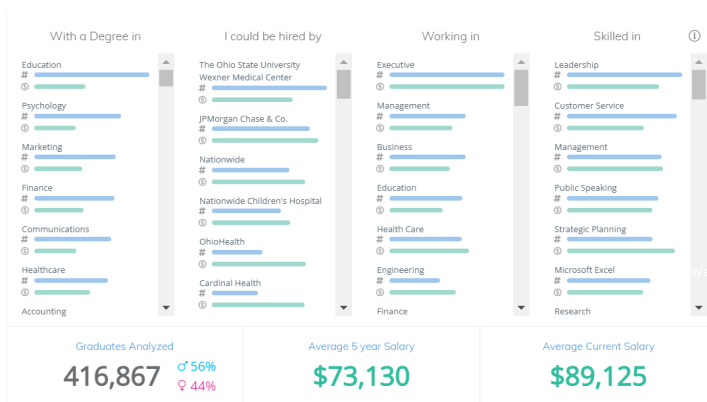 With a Degree in
Education
#
Psychology
#
Marketing
#
Finance
#
Communications
#
Healthcare
#
Accounting
I could be hired by
The Ohio State University
Wexner Medical Center
#
JPMorgan Chase & Co.
#
Nationwide
#
Nationwide Children's Hospital
#
OhioHealth
#
Cardinal Health
#
Working in
Executive
#
Management
#
Business
#
Education
#
Health Care
#
Engineering
#
Finance
Skilled in
Leadership
#
Customer Service
#
Management
#
Public Speaking
#
Strategic Planning
#
Microsoft Excel
#
Research
Graduates Analyzed
416,867
♂ 56%
♀ 44%
Average 5 year Salary
$73,130
Average Current Salary
$89,125